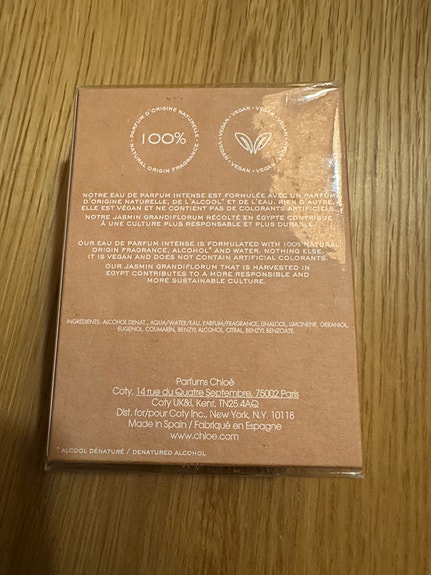 PARFUM D'ORIGINE NATURELLE
100%
NATURAL ORIGIN FRAGRANCE
VEGAN • VEGAN • VEGAN • VEGAN • VEGAN
NOTRE EAU DE PARFUM INTENSE EST FORMULÉE AVEC UN PARFUM
D'ORIGINE NATURELLE, DE L'ALCOOL* ET DE L'EAU, RIEN D'AUTRE.
ELLE EST VEGAN ET NE CONTIENT PAS DE COLORANTS ARTIFICIELS.
NOTRE JASMIN GRANDIFLORUM RÉCOLTÉ EN ÉGYPTE CONTRIBUE
À UNE CULTURE PLUS RESPONSABLE ET PLUS DURABLE.
OUR EAU DE PARFUM INTENSE IS FORMULATED WITH 100% NATURAL
ORIGIN FRAGRANCE, ALCOHOL* AND WATER, NOTHING ELSE.
IT IS VEGAN AND DOES NOT CONTAIN ARTIFICIAL COLORANTS.
OUR JASMIN GRANDIFLORUM THAT IS HARVESTED IN
EGYPT CONTRIBUTES TO A MORE RESPONSIBLE AND
MORE SUSTAINABLE CULTURE.
INGREDIENTS: ALCOHOL DENAT., AQUA/WATER/EAU, PARFUM/FRAGRANCE, LINALOOL, LIMONENE, GERANIOL,
EUGENOL, COUMARIN, BENZYL ALCOHOL, CITRAL, BENZYL BENZOATE
Parfums Chloé
Coty, 14 rue du Quatre Septembre, 75002 Paris
Coty UK&I, Kent, TN25 4AQ
Dist. for/pour Coty Inc., New York, N.Y. 10118
Made in Spain / Fabriqué en Espagne
www.chloe.com
*ALCOOL DÉNATURÉ / DENATURED ALCOHOL